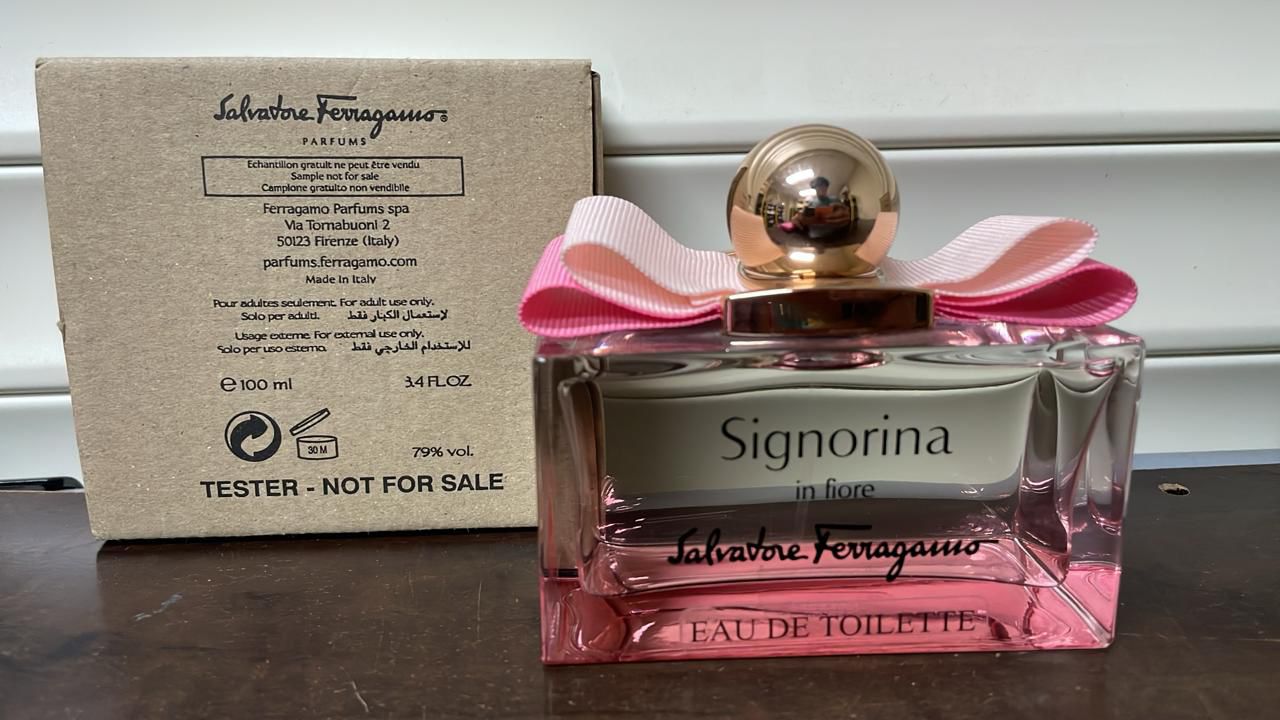 Salvatore Ferragamo®
PARFUMS
Echantillon gratuit ne peut être vendu
Sample not for sale
Campione gratuito non vendibile
Ferragamo Parfums spa
Via Tornabuoni 2
50123 Firenze (Italy)
parfums.ferragamo.com
Made in Italy
Pour adultes seulement. For adult use only.
Solo per adulti. لاستعمال الكبار فقط
Usage externe. For external use only.
Solo per uso esterno. للاستخدام الخارجي فقط
℮ 100 ml 3.4 FL.OZ.
30 M
79% vol.
TESTER - NOT FOR SALE
Signorina
in fiore
Salvatore Ferragamo
EAU DE TOILETTE